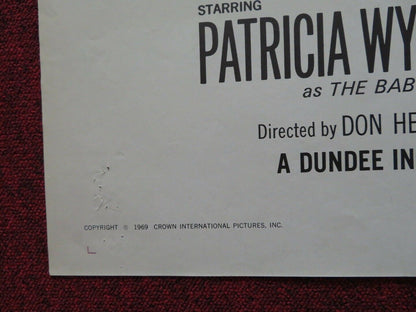 STARRING
PATRICIA WY
as THE BAB
Directed by DON HE
A DUNDEE IN
COPYRIGHT © 1969 CROWN INTERNATIONAL PICTURES, INC.